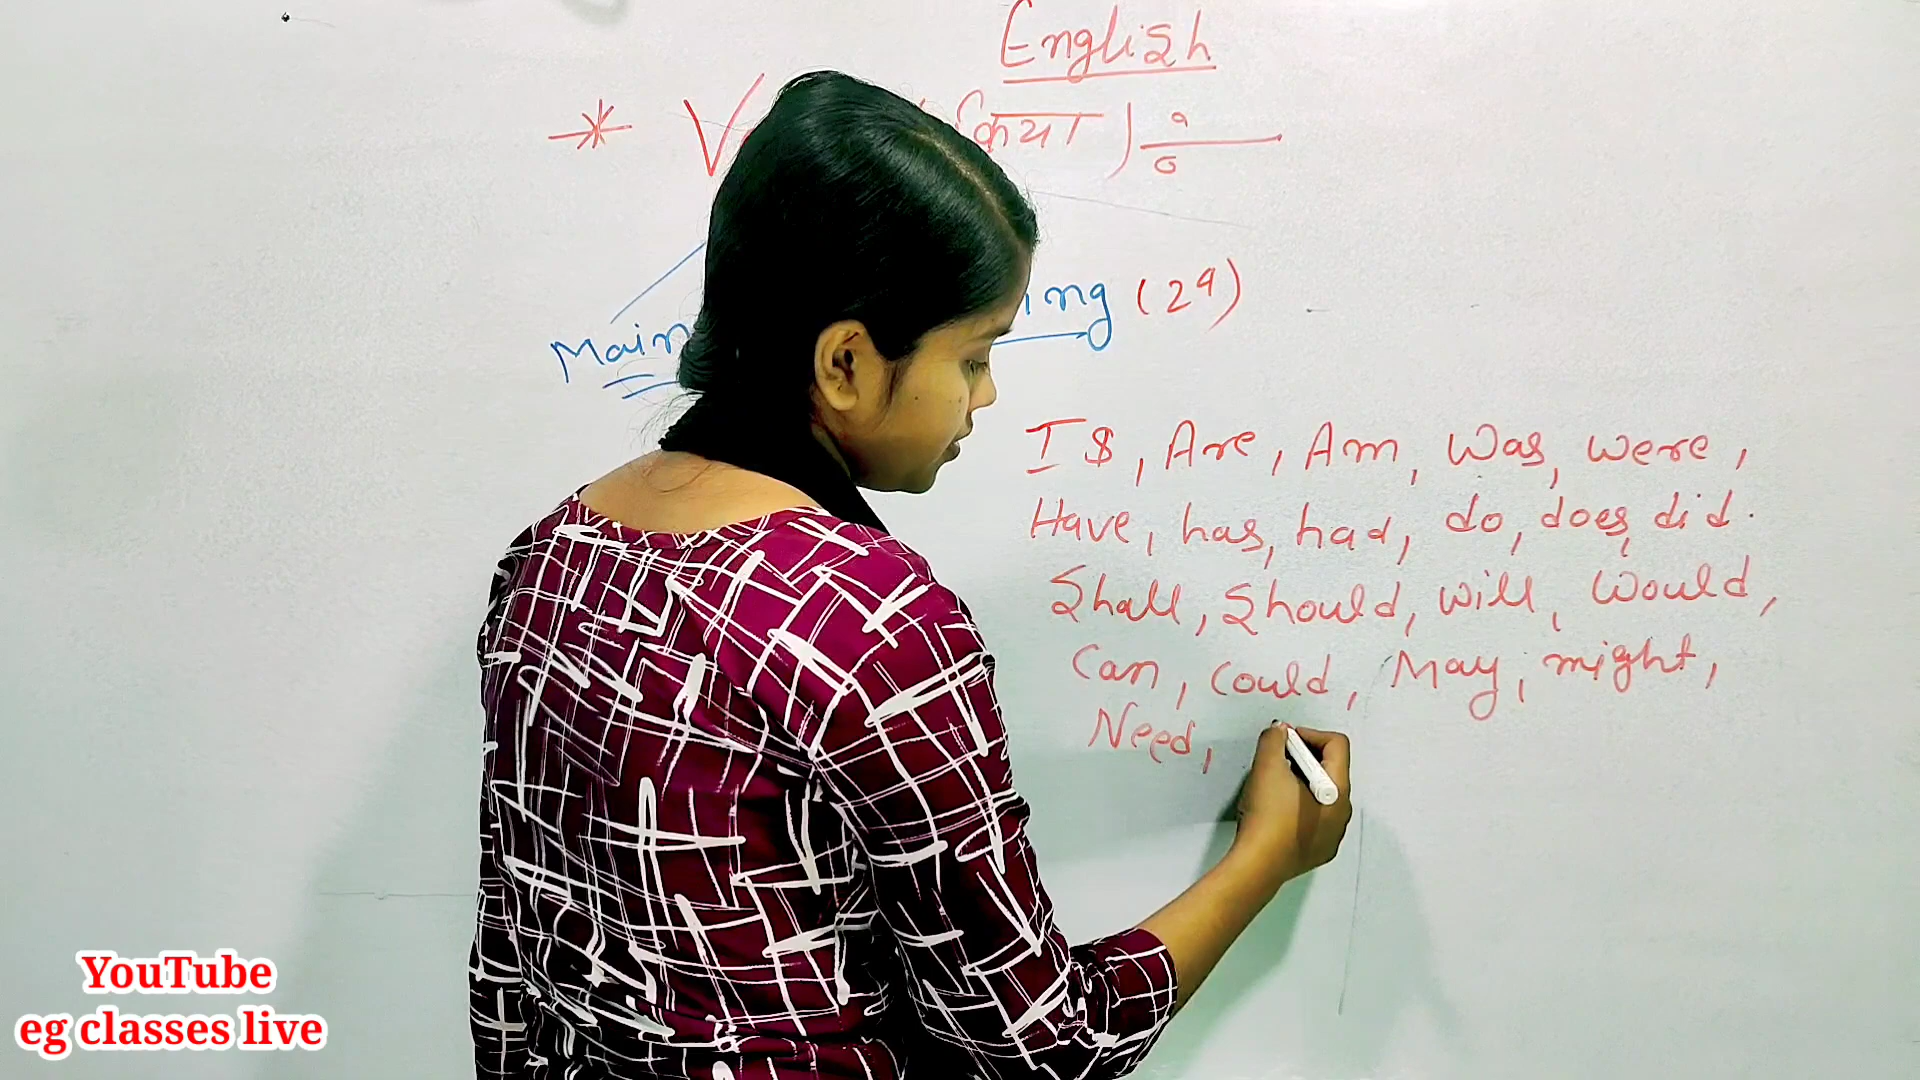 English
(क्रिया)
Main
ing (24)
Is, Are, Am, Was, were,
Have, has, had, do, does, did.
Shall, Should, will, Would,
Can, Could, May, might,
Need,
YouTube
eg classes live